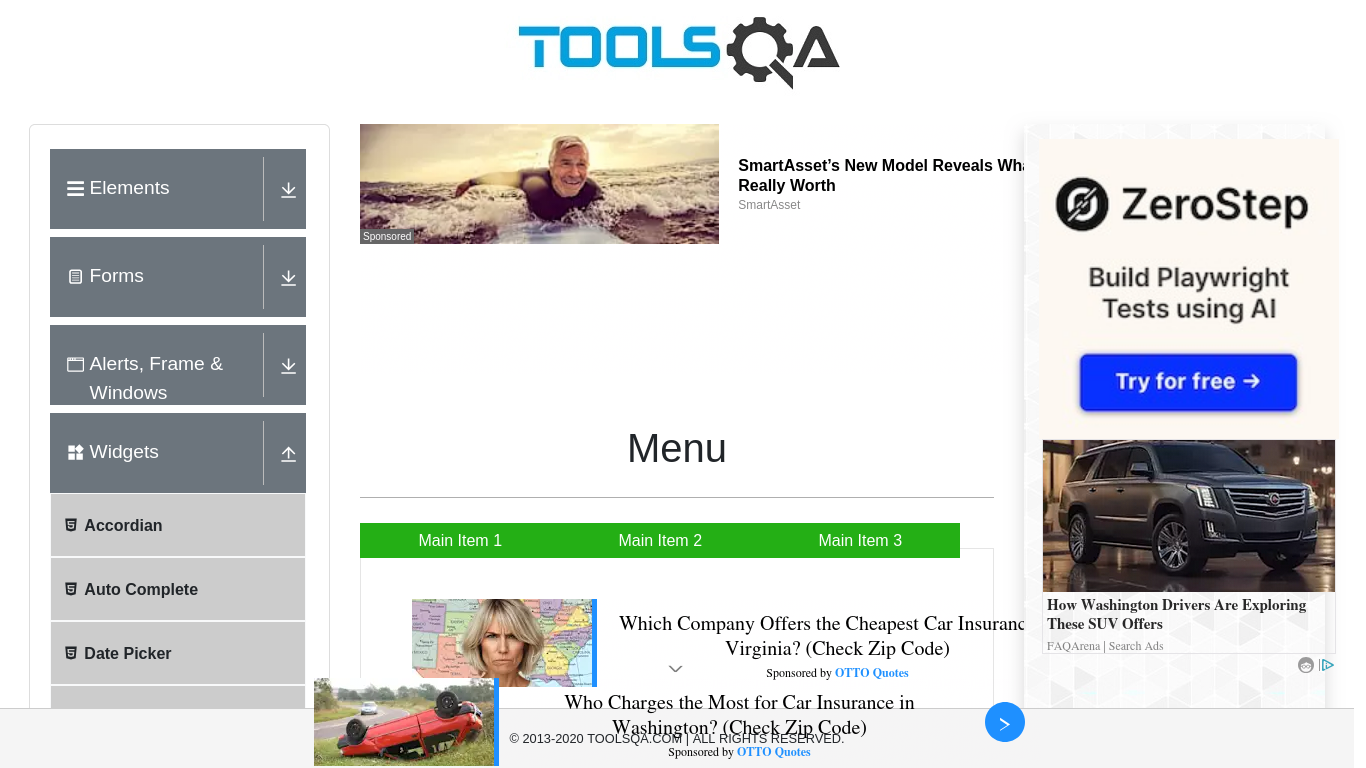 TOOLSQA
Elements
Forms
Alerts, Frame &
Windows
Widgets
Accordian
Auto Complete
Date Picker
Sponsored
SmartAsset’s New Model Reveals Wha
Really Worth
SmartAsset
Menu
Main Item 1
Main Item 2
Main Item 3
Which Company Offers the Cheapest Car Insuranc
Virginia? (Check Zip Code)
Sponsored by OTTO Quotes
Who Charges the Most for Car Insurance in
Washington? (Check Zip Code)
Sponsored by OTTO Quotes
© 2013-2020 TOOLSQA.COM | ALL RIGHTS RESERVED.
ZeroStep
Build Playwright
Tests using AI
Try for free →
How Washington Drivers Are Exploring
These SUV Offers
FAQArena | Search Ads